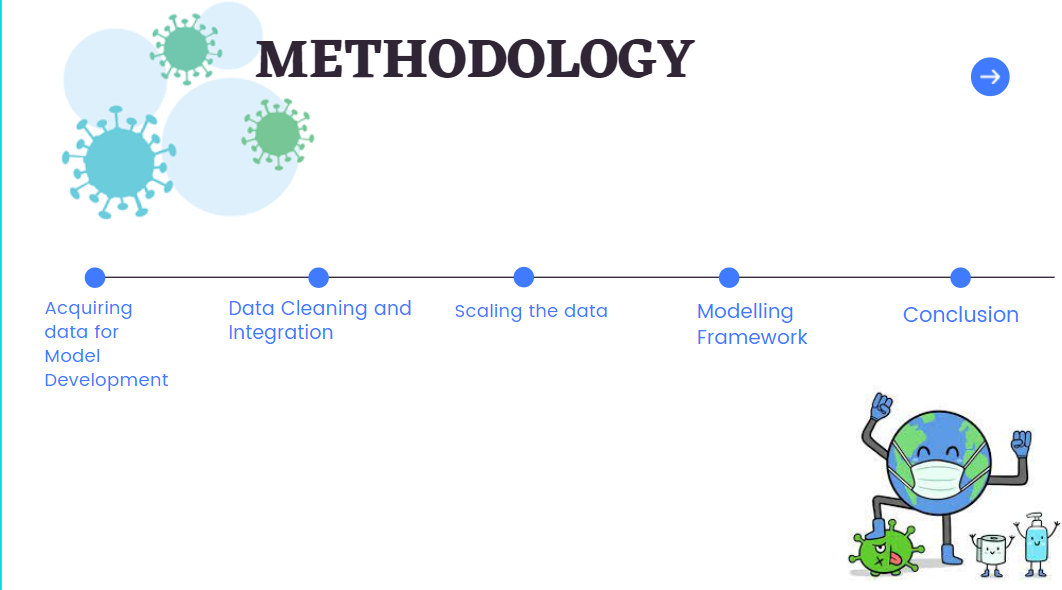 METHODOLOGY
Acquiring
data for
Model
Development
Data Cleaning and
Integration
Scaling the data
Modelling
Framework
Conclusion